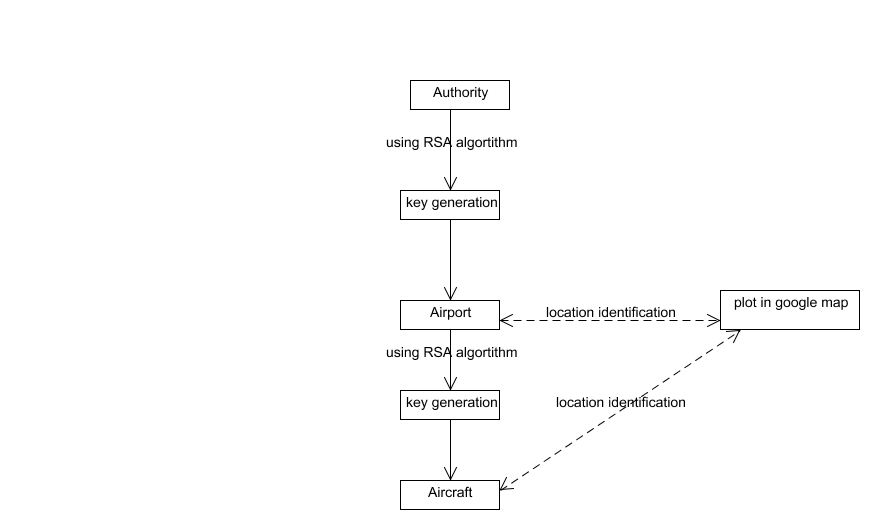 Authority
using RSA algortithm
key generation
plot in google map
Airport
location identification
using RSA algortithm
key generation
location identification
Aircraft